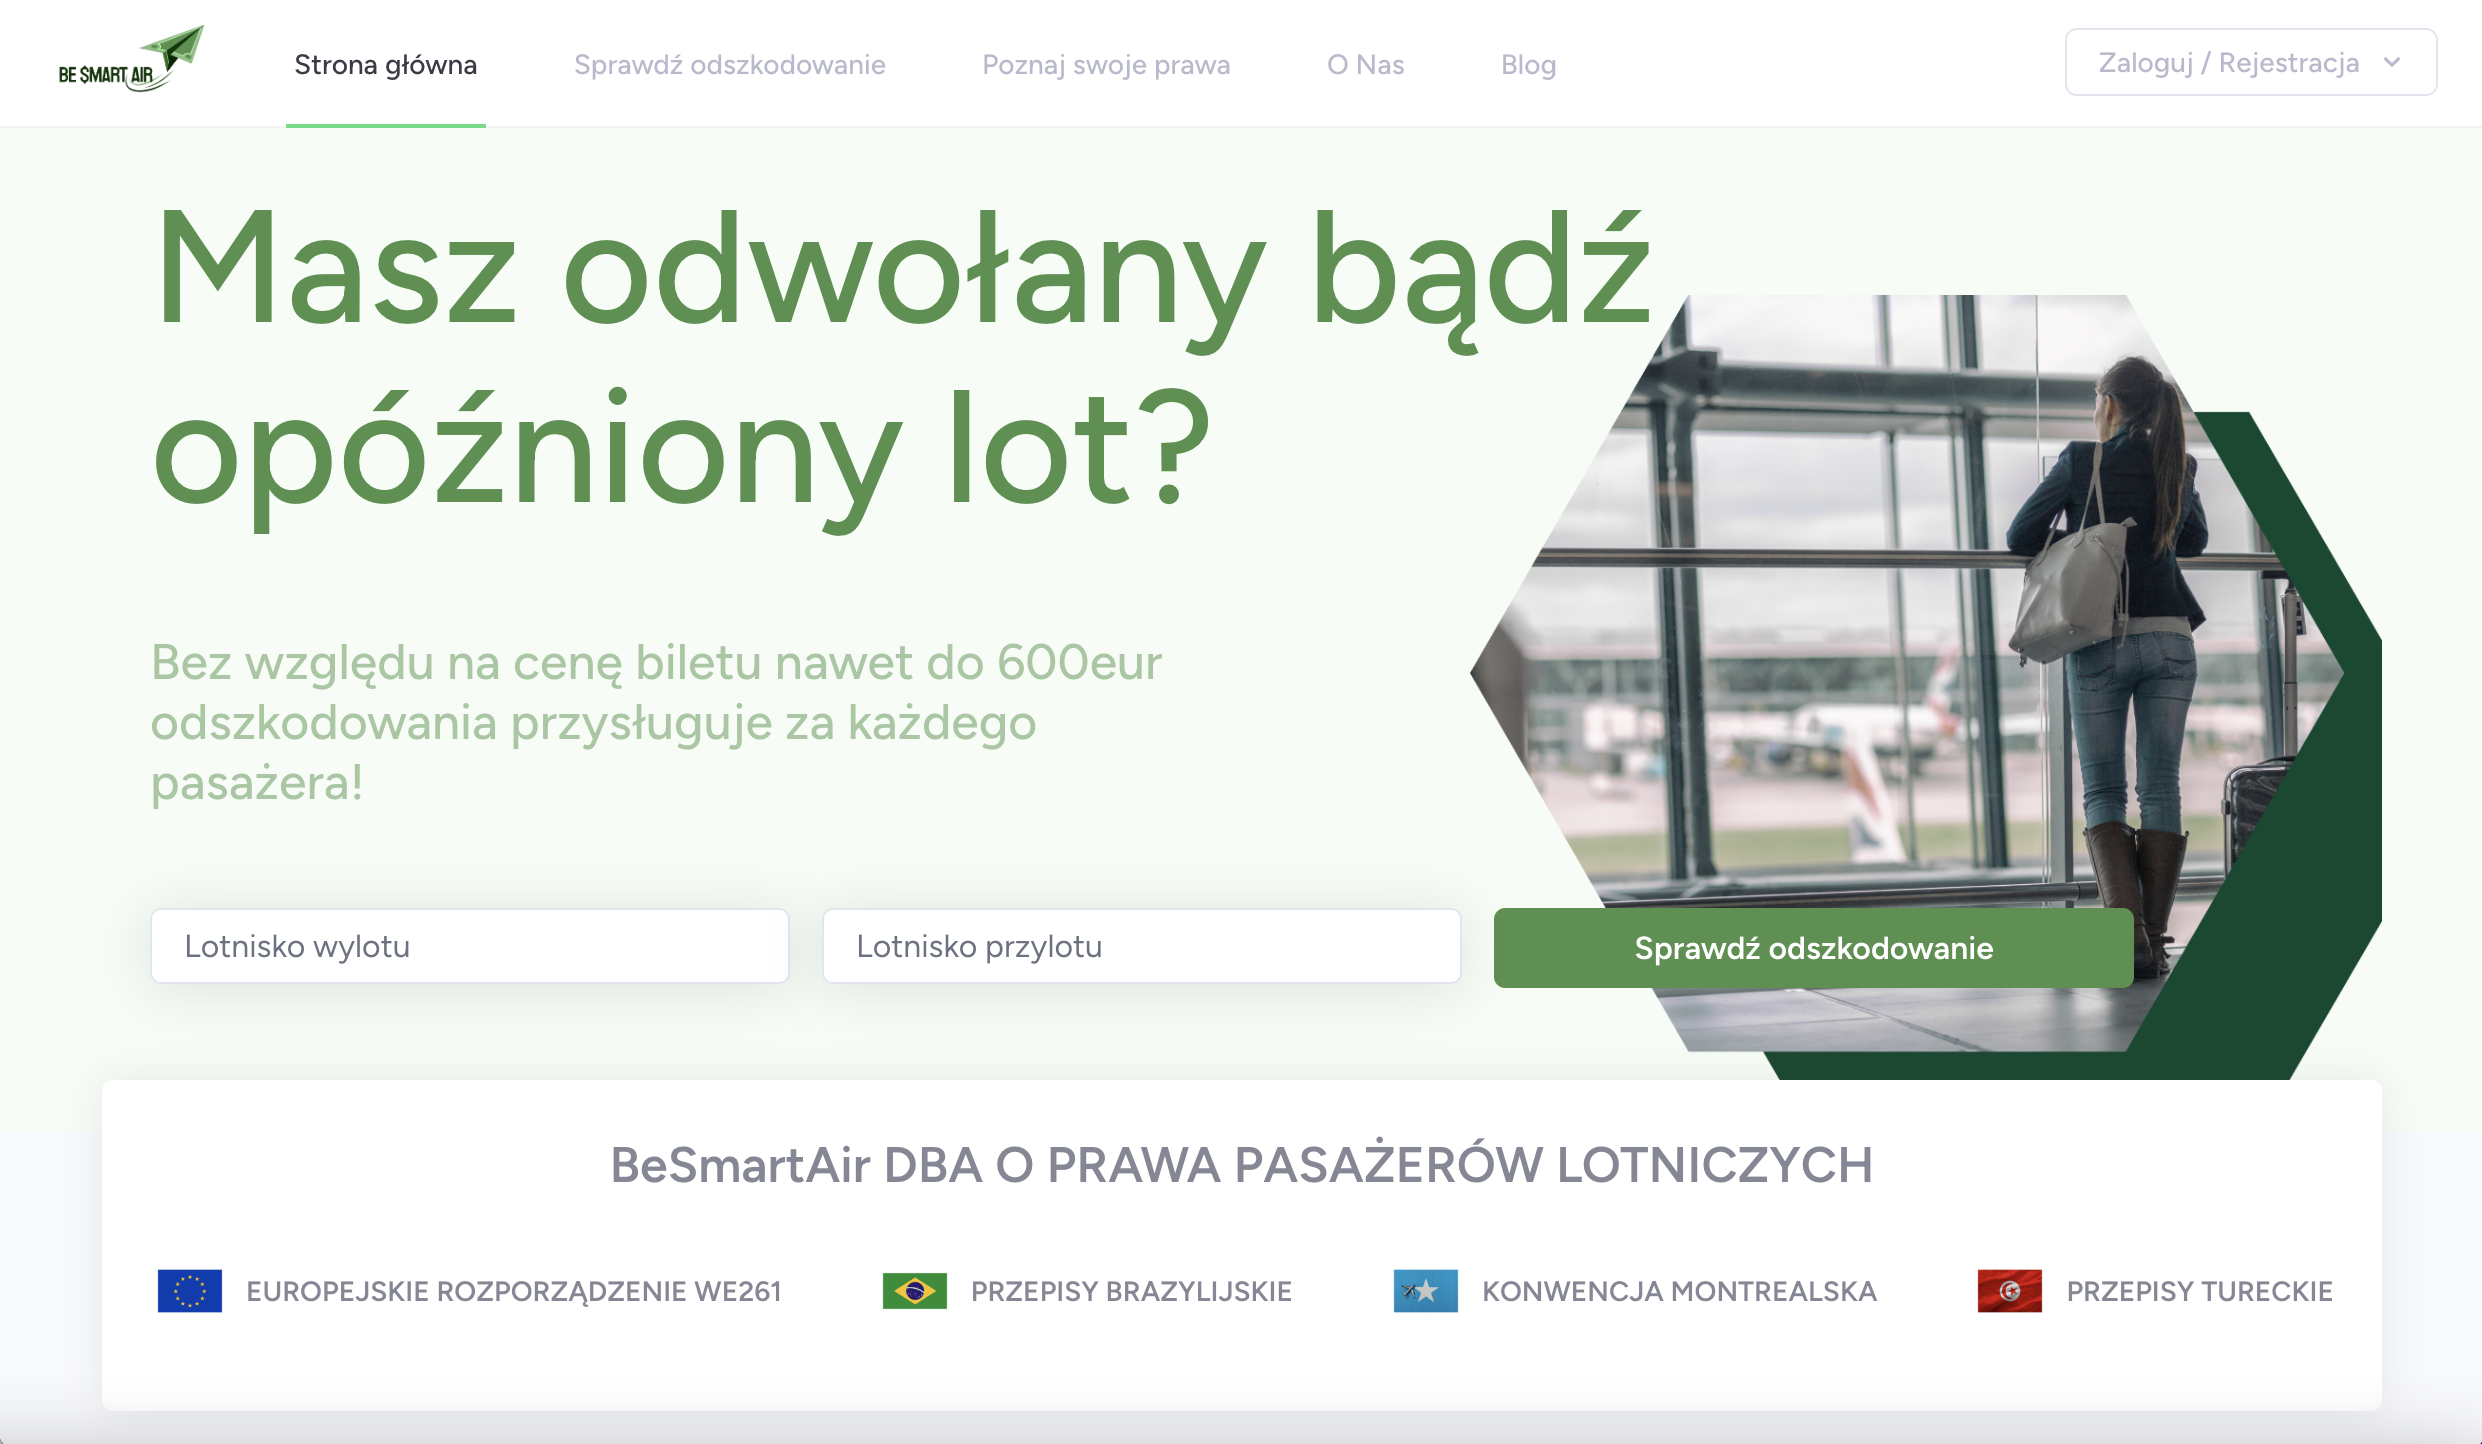 BE $MART AIR
Strona główna
Sprawdź odszkodowanie
Poznaj swoje prawa
O Nas
Blog
Zaloguj / Rejestracja
Masz odwołany bądź
opóźniony lot?
Bez względu na cenę biletu nawet do 600eur
odszkodowania przysługuje za każdego
pasażera!
Lotnisko wylotu
Lotnisko przylotu
Sprawdź odszkodowanie
BeSmartAir DBA O PRAWA PASAŻERÓW LOTNICZYCH
EUROPEJSKIE ROZPORZĄDZENIE WE261
PRZEPISY BRAZYLIJSKIE
KONWENCJA MONTREALSKA
PRZEPISY TURECKIE